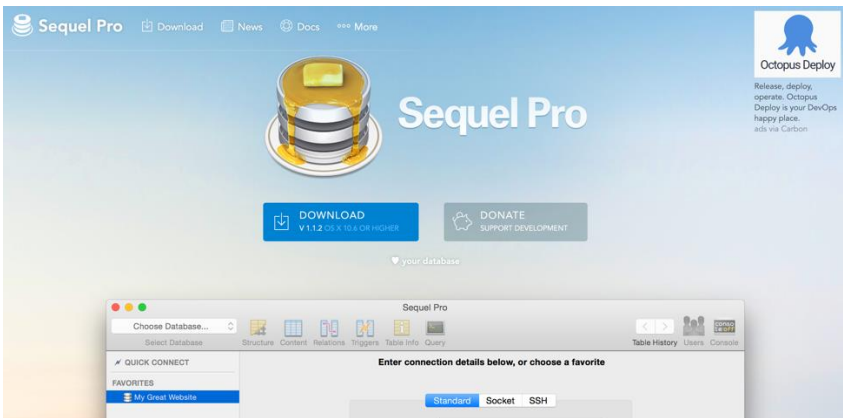 Sequel Pro
Download
News
Docs
More
Octopus Deploy
Release, deploy,
operate. Octopus
Deploy is your DevOps
happy place.
ads via Carbon
Sequel Pro
DOWNLOAD
V 1.1.2 OS X 10.6 OR HIGHER
DONATE
SUPPORT DEVELOPMENT
your database
Sequel Pro
Choose Database...
Select Database
Structure Content Relations Triggers Table Info Query
Table History Users Console
conso
le off
QUICK CONNECT
Enter connection details below, or choose a favorite
FAVORITES
My Great Website
Standard Socket SSH